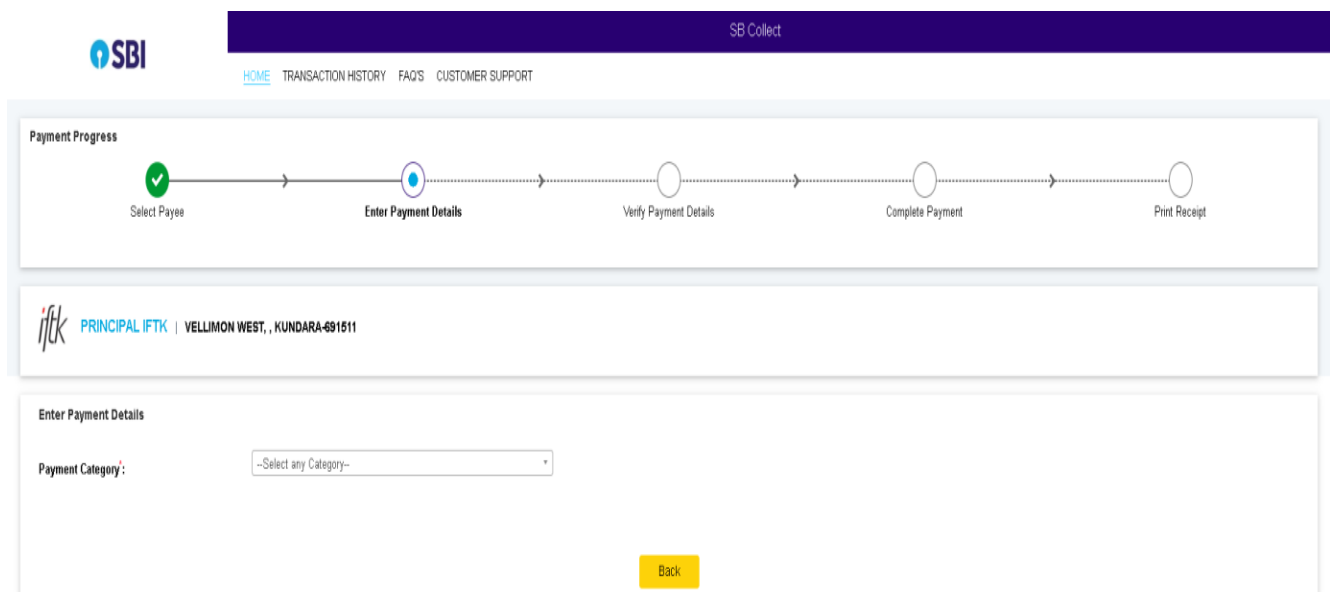 SBI
SB Collect
HOME TRANSACTION HISTORY FAQ'S CUSTOMER SUPPORT
Payment Progress
Select Payee Enter Payment Details Verify Payment Details Complete Payment Print Receipt
iftk PRINCIPAL IFTK | VELLIMON WEST, , KUNDARA-691511
Enter Payment Details
Payment Category*: --Select any Category--
Back